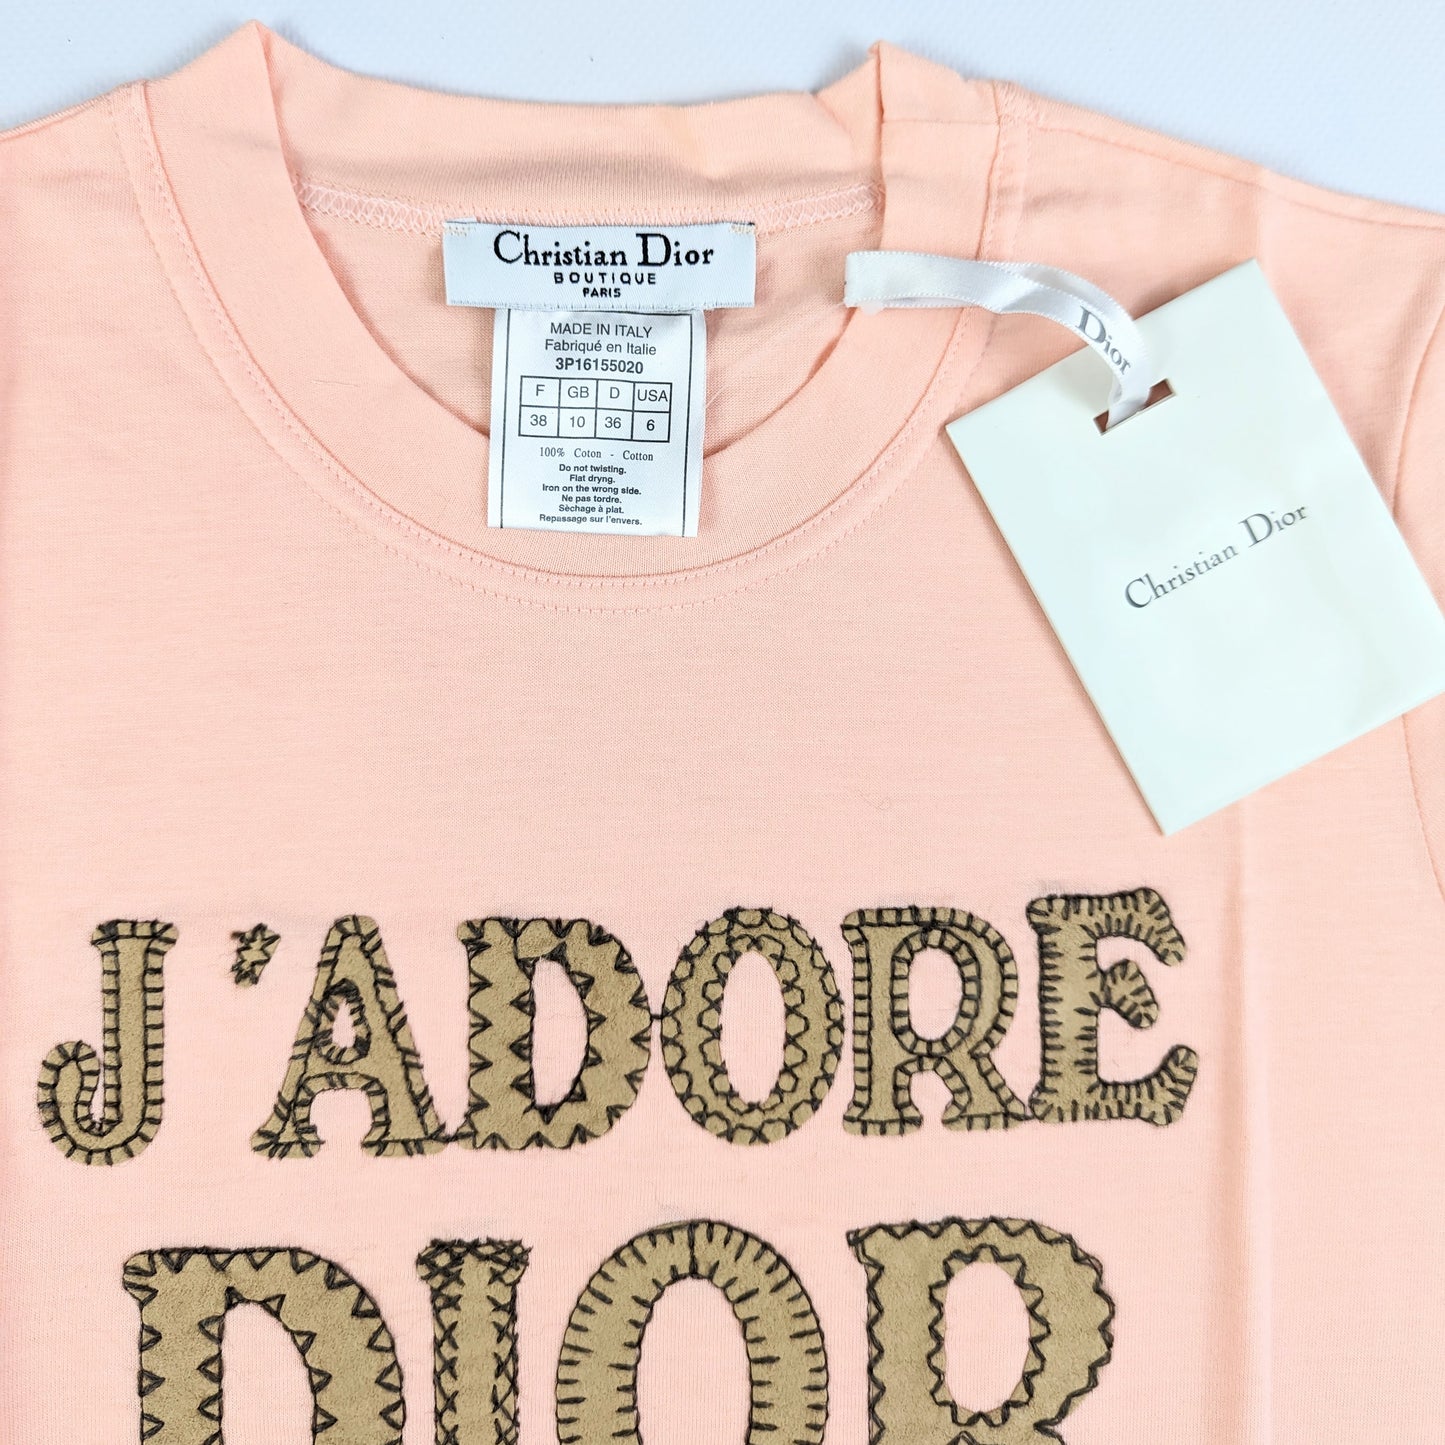 Christian Dior
BOUTIQUE
PARIS
MADE IN ITALY
Fabriqué en Italie
3P16155020
F GB D USA
38 10 36 6
100% Coton - Cotton
Do not twisting.
Flat dryng.
Iron on the wrong side.
Ne pas tordre.
Sèchage à plat.
Repassage sur l'envers.
Dior
Christian Dior
J'ADORE
DIOR